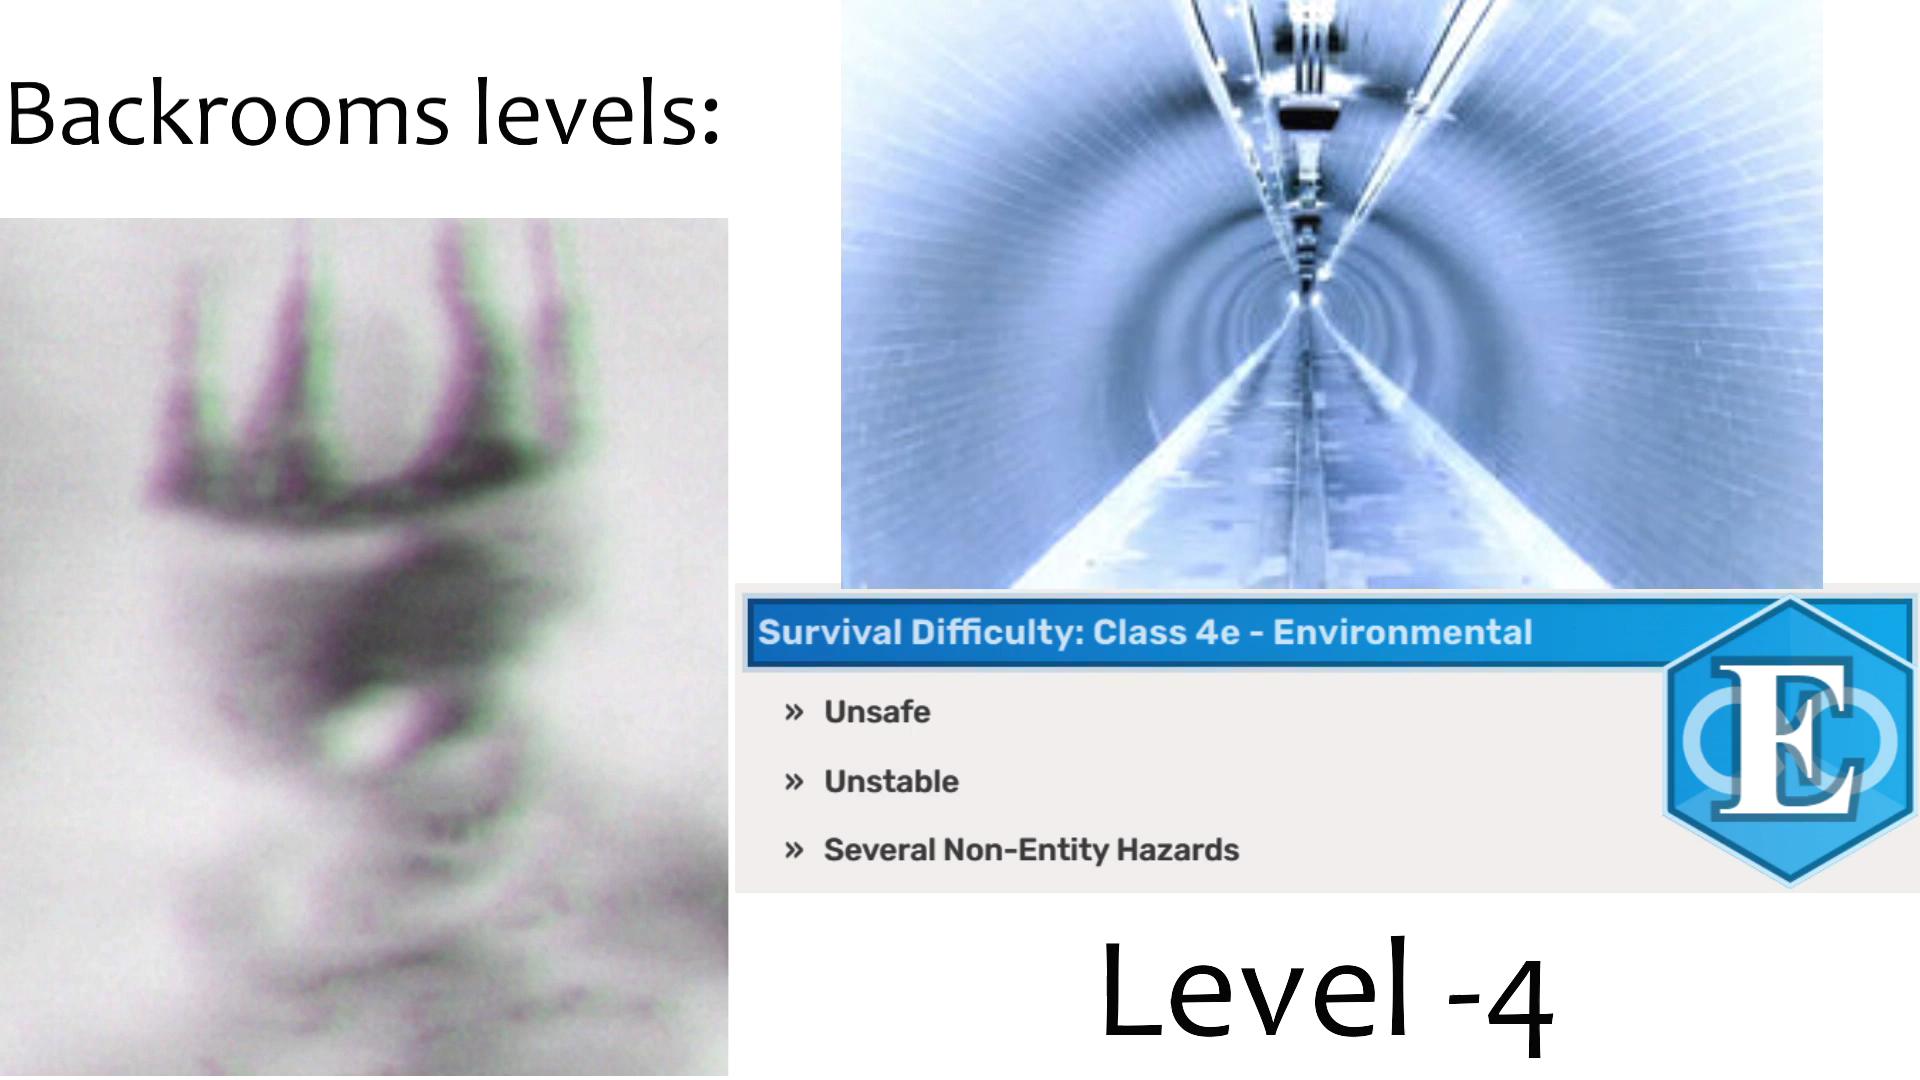 Backrooms levels:
Survival Difficulty: Class 4e - Environmental
» Unsafe
» Unstable
» Several Non-Entity Hazards
E
Level -4